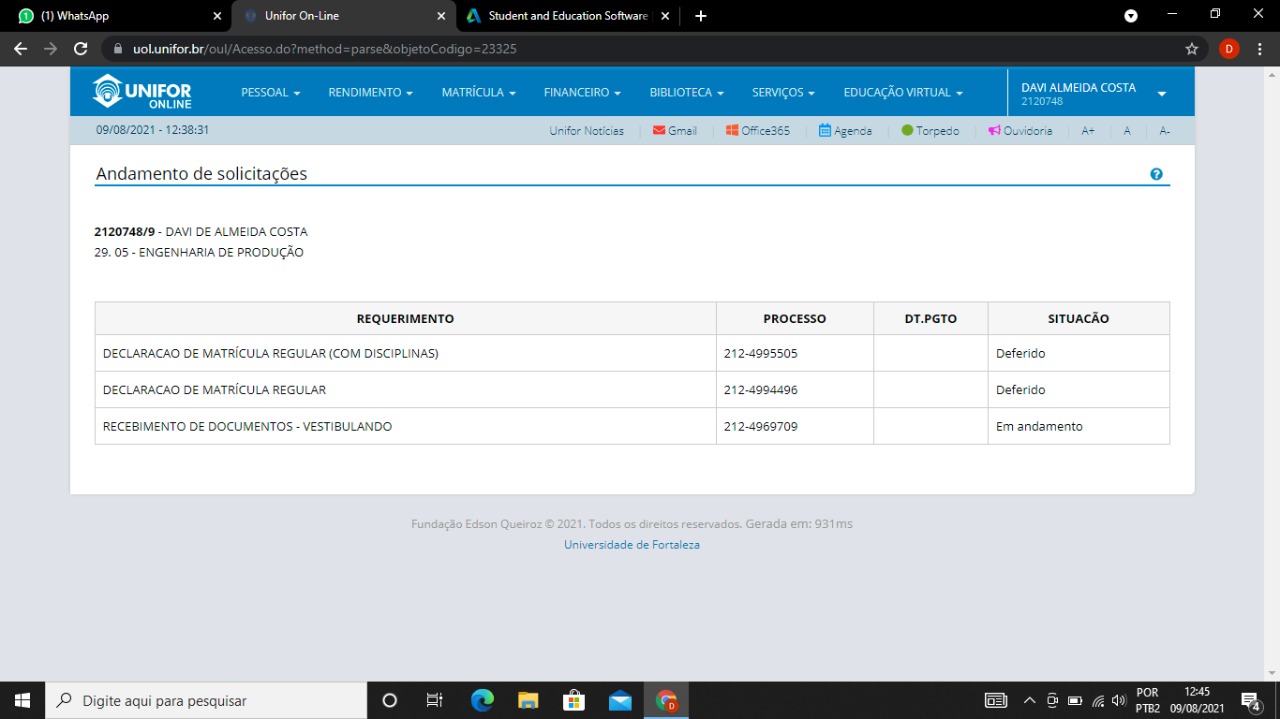 (1) WhatsApp
Unifor On-Line
Student and Education Software
uol.unifor.br/oul/Acesso.do?method=parse&objetoCodigo=23325
D
UNIFOR ONLINE
PESSOAL RENDIMENTO MATRÍCULA FINANCEIRO BIBLIOTECA SERVIÇOS EDUCAÇÃO VIRTUAL
DAVI ALMEIDA COSTA
2120748
09/08/2021 - 12:38:31 Unifor Notícias Gmail Office365 Agenda Torpedo Ouvidoria A+ A A-
Andamento de solicitações
2120748/9 - DAVI DE ALMEIDA COSTA
29. 05 - ENGENHARIA DE PRODUÇÃO
REQUERIMENTO PROCESSO DT.PGTO SITUACÃO
DECLARACAO DE MATRÍCULA REGULAR (COM DISCIPLINAS) 212-4995505 Deferido
DECLARACAO DE MATRÍCULA REGULAR 212-4994496 Deferido
RECEBIMENTO DE DOCUMENTOS - VESTIBULANDO 212-4969709 Em andamento
Fundação Edson Queiroz © 2021. Todos os direitos reservados. Gerada em: 931ms
Universidade de Fortaleza
Digite aqui para pesquisar
POR
PTB2
12:45
09/08/2021
4